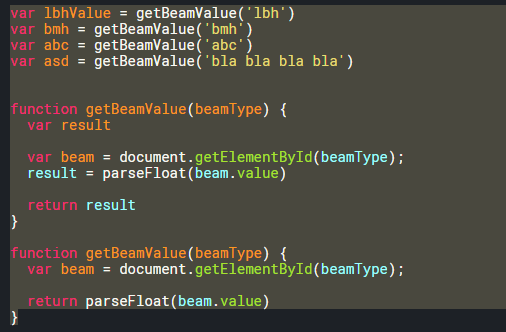 var lbhValue = getBeamValue('lbh')
var bmh = getBeamValue('bmh')
var abc = getBeamValue('abc')
var asd = getBeamValue('bla bla bla bla')
function getBeamValue(beamType) {
var result
var beam = document.getElementById(beamType);
result = parseFloat(beam.value)
return result
}
function getBeamValue(beamType) {
var beam = document.getElementById(beamType);
return parseFloat(beam.value)
}